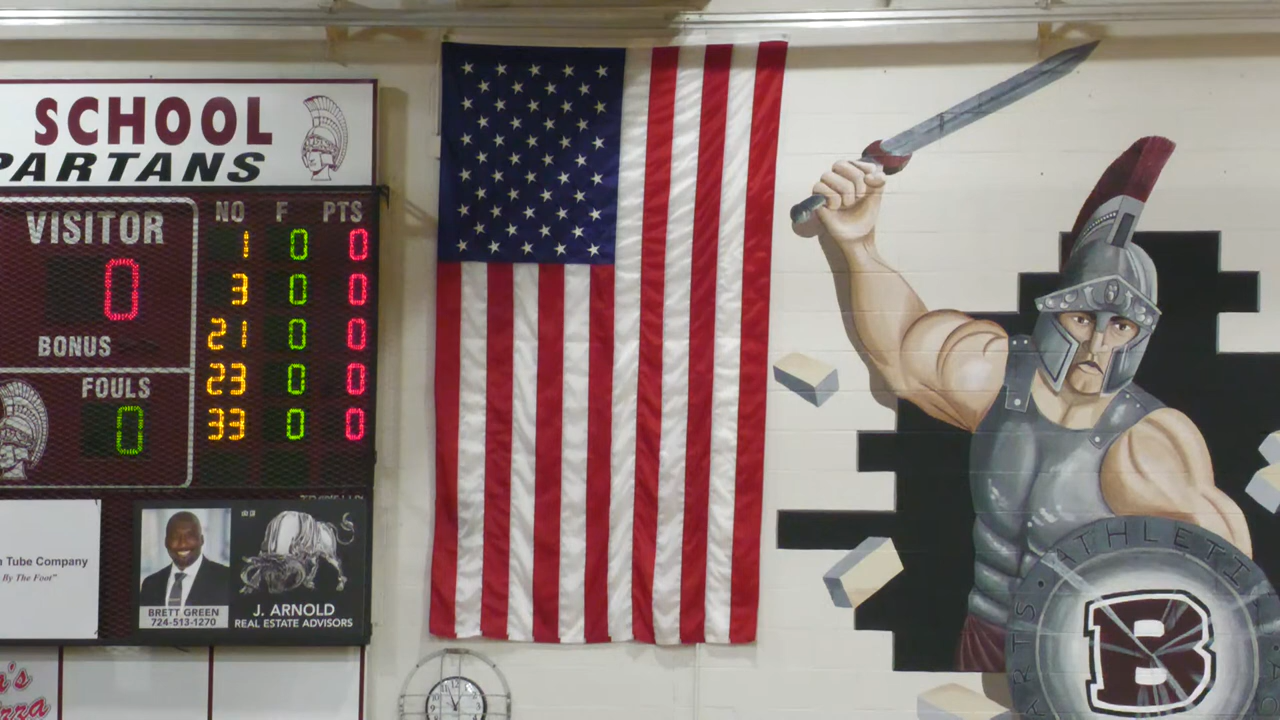 SCHOOL
PARTANS
VISITOR
NO F PTS
0
1 0 0
3 0 0
21 0 0
23 0 0
33 0 0
BONUS
FOULS
0
Tube Company
By The Foot"
BRETT GREEN
724-513-1270
J. ARNOLD
REAL ESTATE ADVISORS
ATHLETI
RTS
B